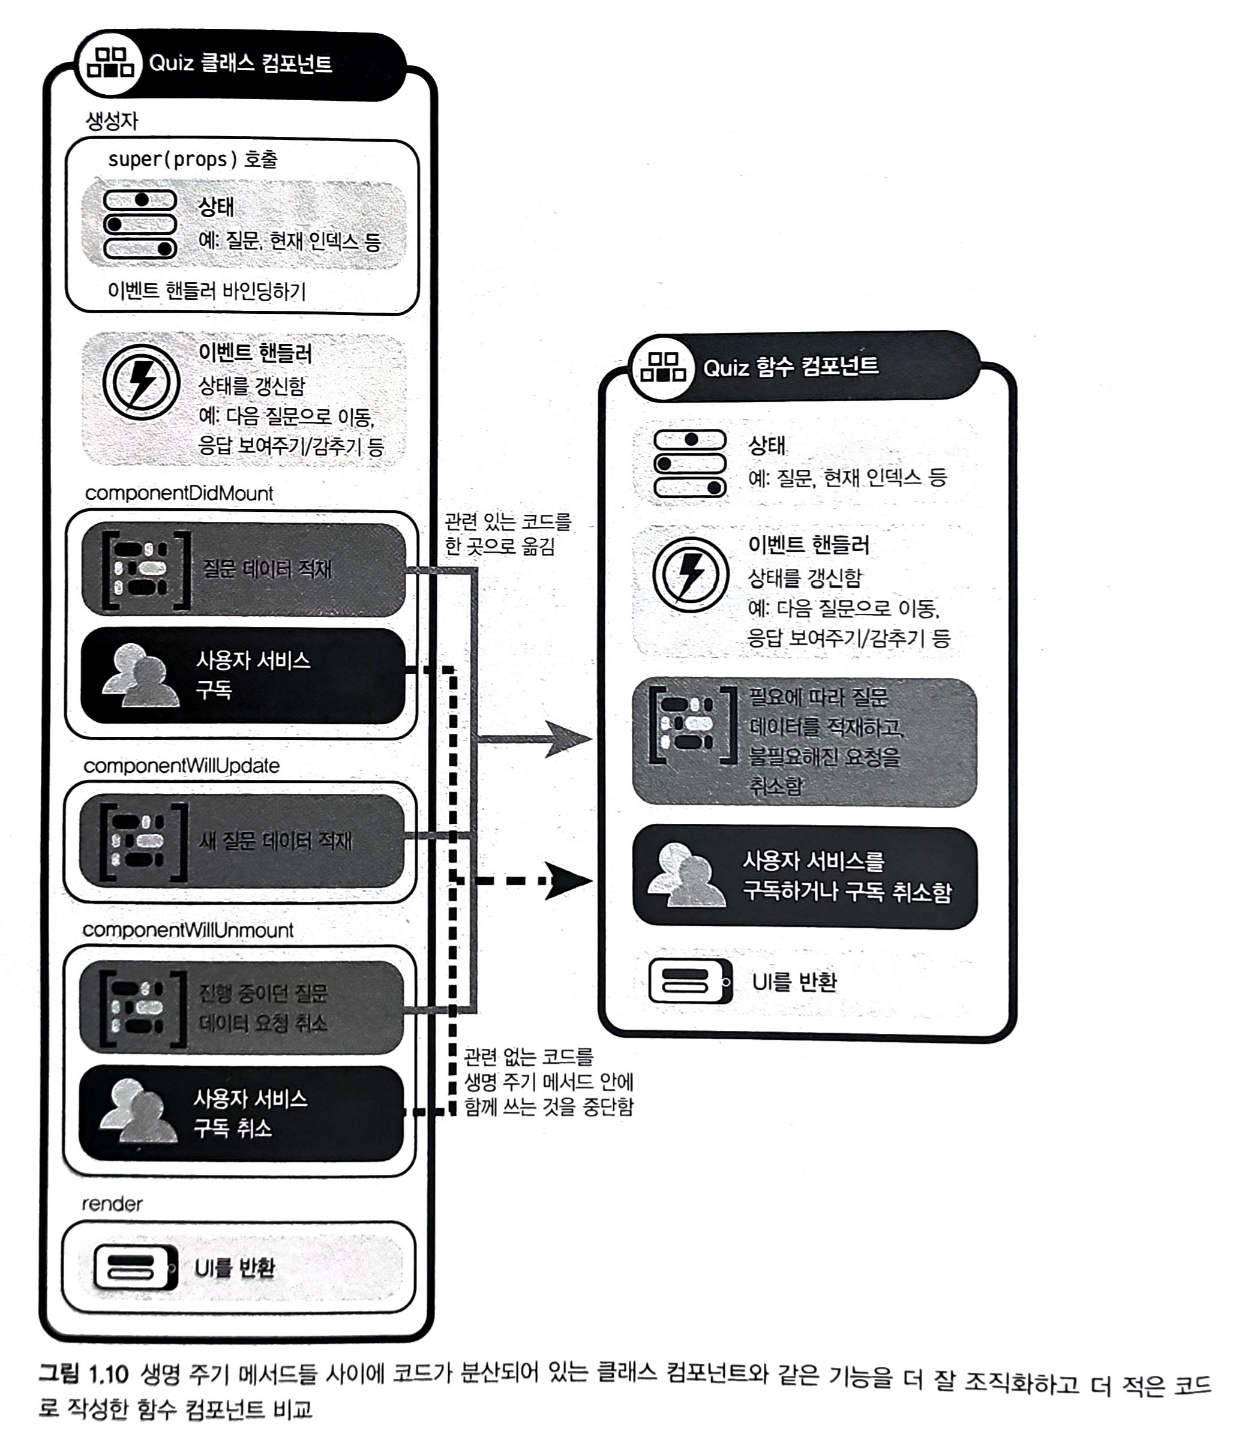 Quiz 클래스 컴포넌트
생성자
super(props) 호출
상태
예: 질문, 현재 인덱스 등
이벤트 핸들러 바인딩하기
이벤트 핸들러
상태를 갱신함
예: 다음 질문으로 이동,
응답 보여주기/감추기 등
componentDidMount
질문 데이터 적재
사용자 서비스
구독
componentWillUpdate
새 질문 데이터 적재
componentWillUnmount
진행 중이던 질문
데이터 요청 취소
사용자 서비스
구독 취소
render
UI를 반환
관련 있는 코드를
한 곳으로 옮김
관련 없는 코드를
생명 주기 메서드 안에
함께 쓰는 것을 중단함
Quiz 함수 컴포넌트
상태
예: 질문, 현재 인덱스 등
이벤트 핸들러
상태를 갱신함
예: 다음 질문으로 이동,
응답 보여주기/감추기 등
필요에 따라 질문
데이터를 적재하고,
불필요해진 요청을
취소함
사용자 서비스를
구독하거나 구독 취소함
UI를 반환
그림 1.10 생명 주기 메서드들 사이에 코드가 분산되어 있는 클래스 컴포넌트와 같은 기능을 더 잘 조직화하고 더 적은 코드
로 작성한 함수 컴포넌트 비교